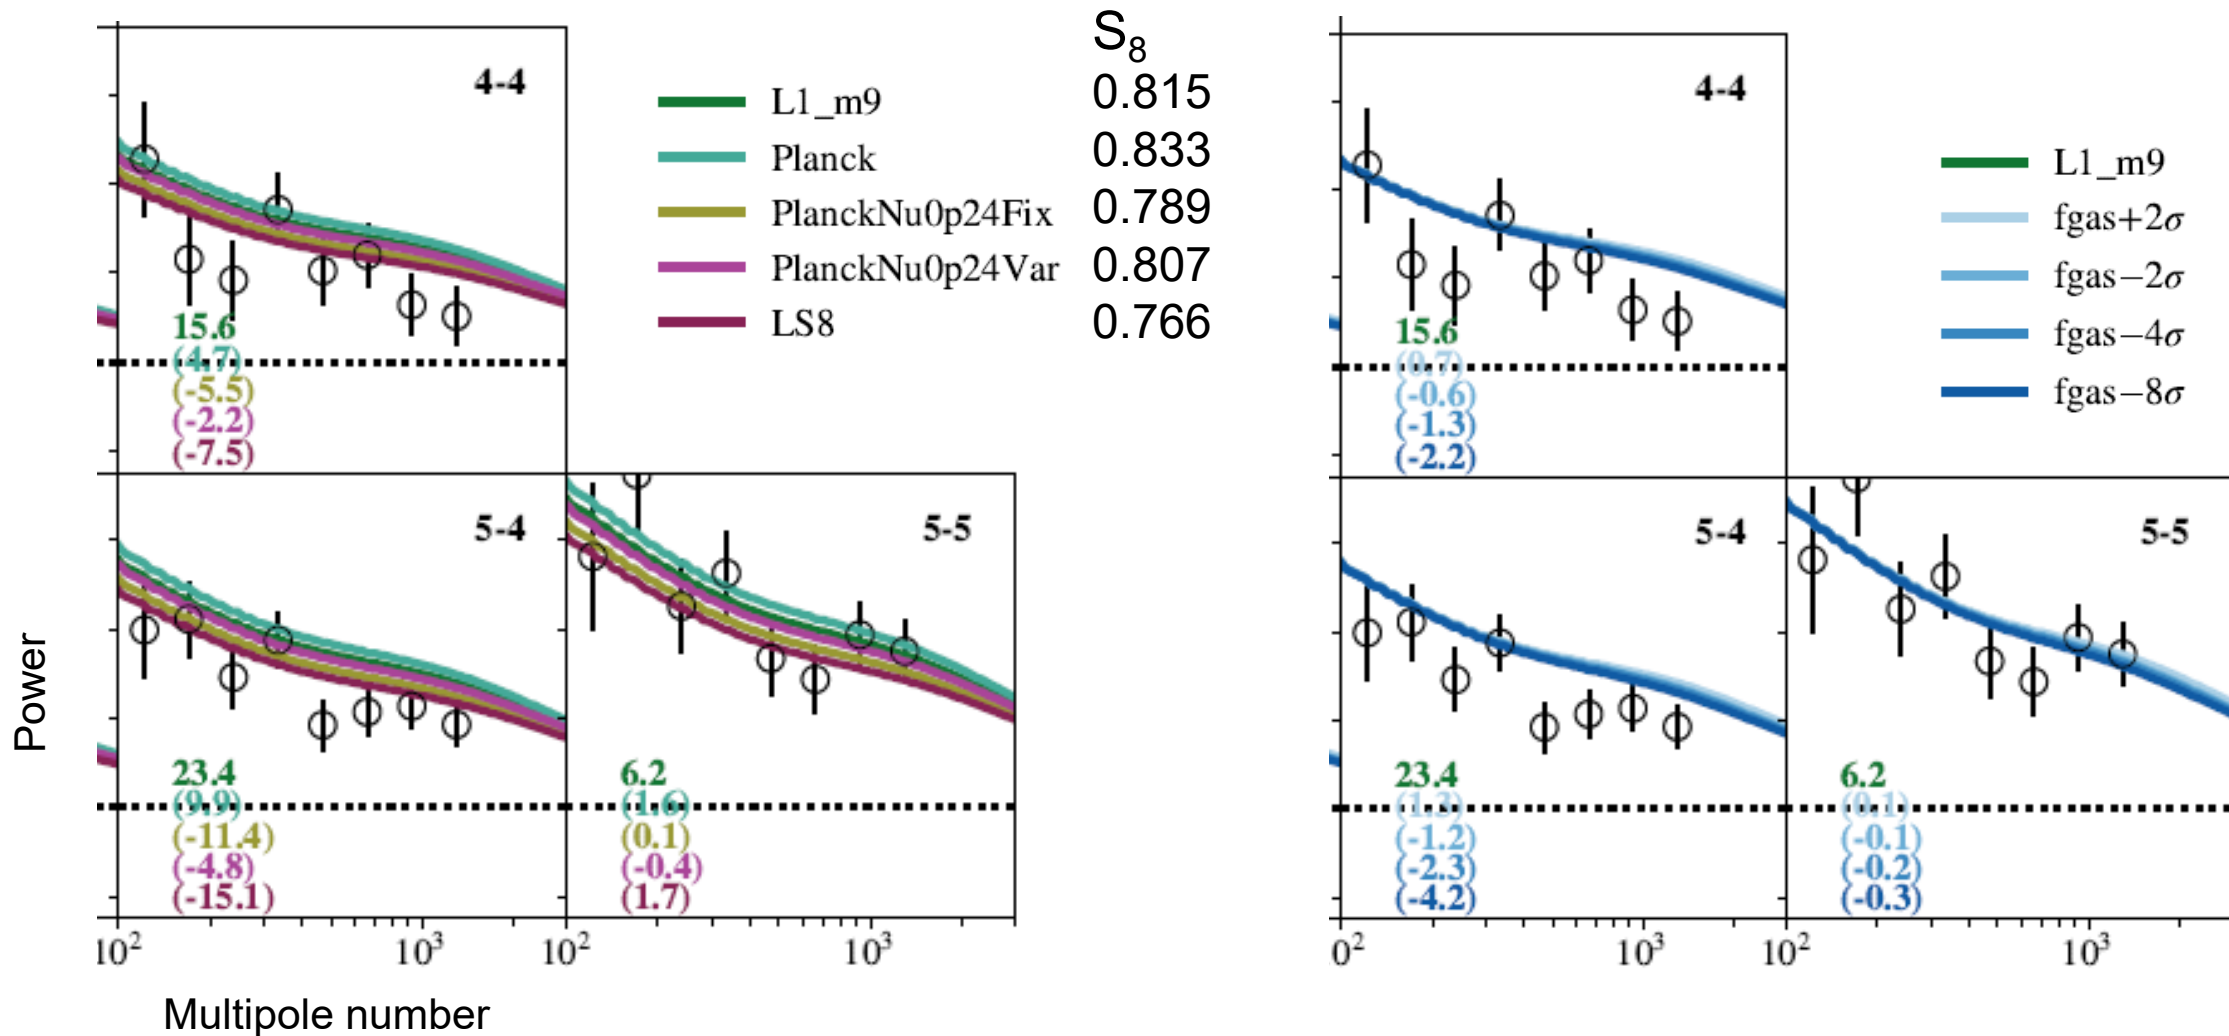 S8
4-4
L1_m9 0.815
Planck 0.833
PlanckNu0p24Fix 0.789
PlanckNu0p24Var 0.807
LS8 0.766
15.6
(4.7)
(-5.5)
(-2.2)
(-7.5)
5-4
23.4
(9.9)
(-11.4)
(-4.8)
(-15.1)
5-5
6.2
(1.6)
(0.1)
(-0.4)
(1.7)
Power
10² 10³ 10² 10³
Multipole number
4-4
L1_m9
fgas+2σ
fgas−2σ
fgas−4σ
fgas−8σ
15.6
(0.7)
(-0.6)
(-1.3)
(-2.2)
5-4
23.4
(1.3)
(-1.2)
(-2.3)
(-4.2)
5-5
6.2
(0.1)
(-0.1)
(-0.2)
(-0.3)
0² 10³ 10² 10³